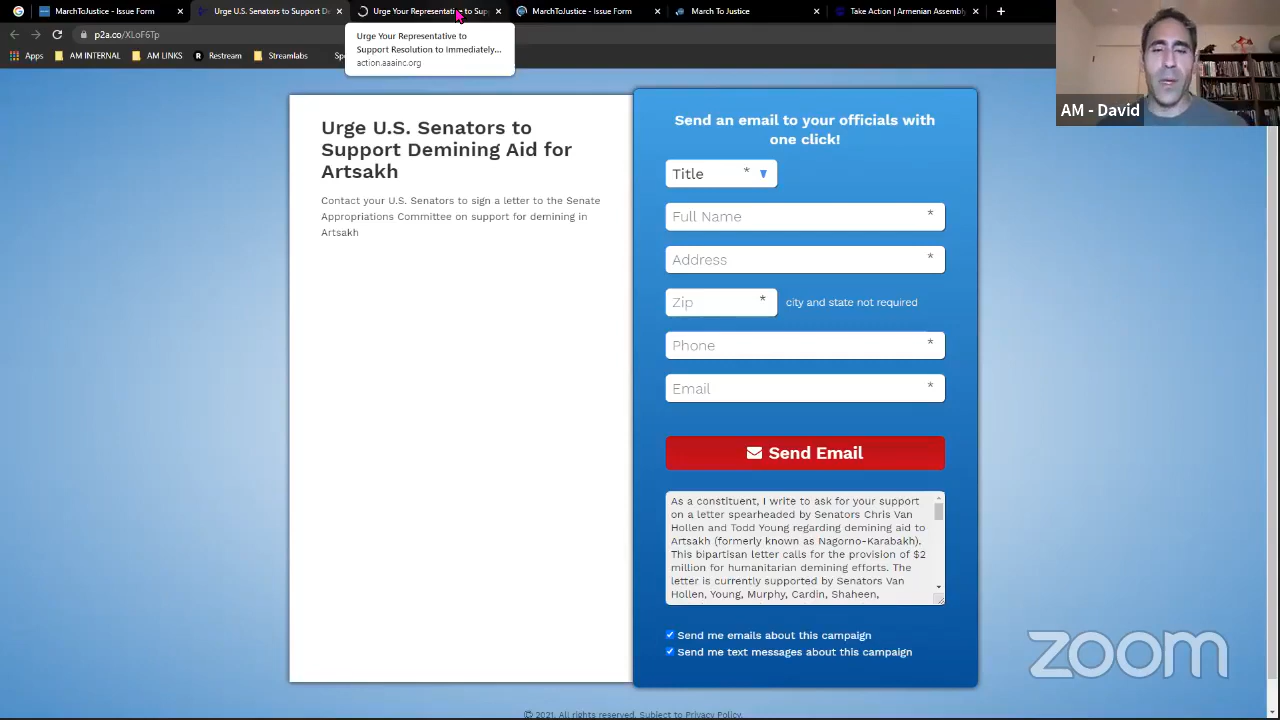 MarchToJustice - Issue Form
Urge U.S. Senators to Support D
Urge Your Representative to Sup
MarchToJustice - Issue Form
March To Justice
Take Action | Armenian Assembly
p2a.co/XLoF6Tp
Urge Your Representative to
Support Resolution to Immediately...
action.aaainc.org
Apps
AM INTERNAL
AM LINKS
Restream
Streamlabs
AM - David
Urge U.S. Senators to
Support Demining Aid for
Artsakh
Contact your U.S. Senators to sign a letter to the Senate
Appropriations Committee on support for demining in
Artsakh
Send an email to your officials with
one click!
Title *
Full Name *
Address *
Zip * city and state not required
Phone *
Email *
Send Email
As a constituent, I write to ask for your support
on a letter spearheaded by Senators Chris Van
Hollen and Todd Young regarding demining aid to
Artsakh (formerly known as Nagorno-Karabakh).
This bipartisan letter calls for the provision of $2
million for humanitarian demining efforts. The
letter is currently supported by Senators Van
Hollen, Young, Murphy, Cardin, Shaheen,
Send me emails about this campaign
Send me text messages about this campaign
© 2021. All rights reserved. Subject to Privacy Policy.
zoom